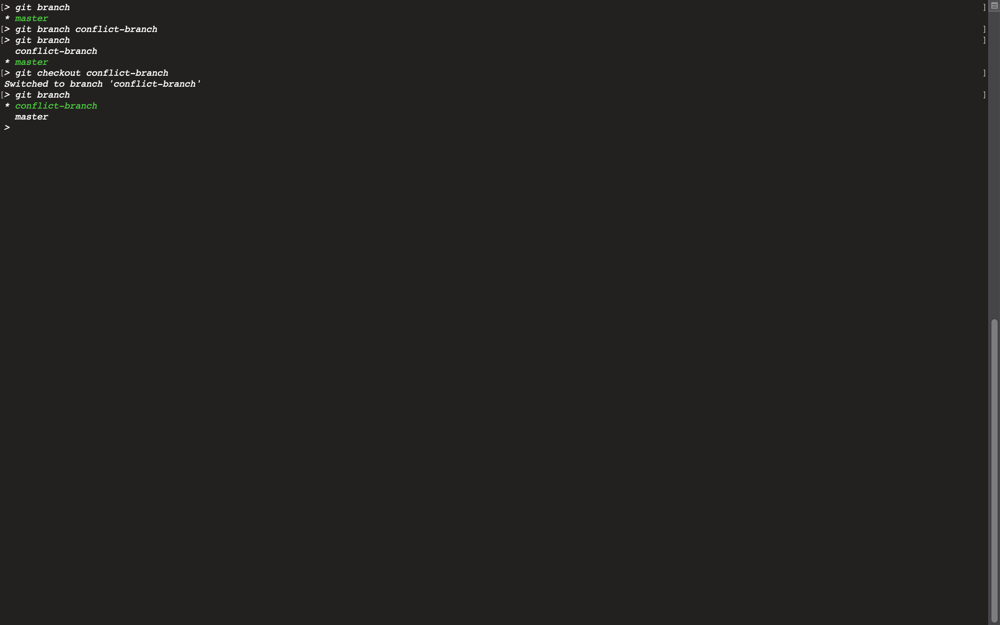 [> git branch ]
* master
[> git branch conflict-branch ]
[> git branch ]
conflict-branch
* master
[> git checkout conflict-branch ]
Switched to branch 'conflict-branch'
[> git branch ]
* conflict-branch
master
>